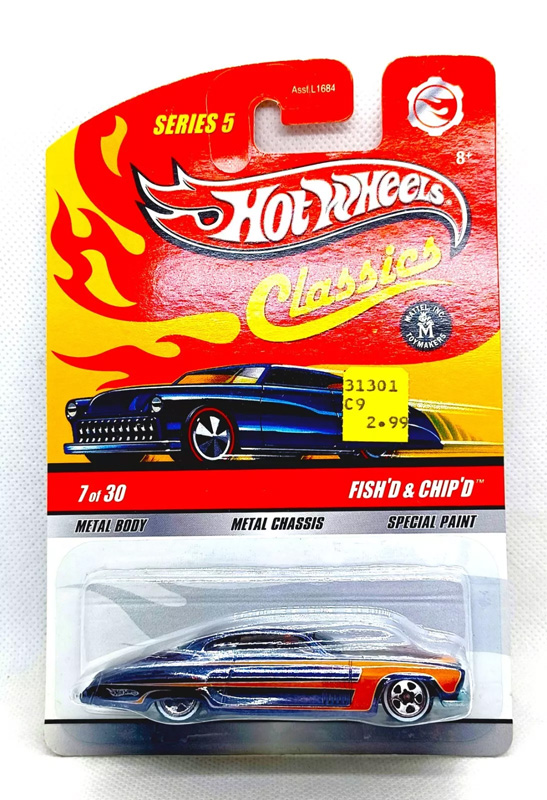 Asst.L1684
SERIES 5
8+
HOT WHEELS®
Classics
MATTEL, INC.
M
TOYMAKERS
31301
C9
2.99
7 of 30
FISH'D & CHIP'D™
METAL BODY
METAL CHASSIS
SPECIAL PAINT